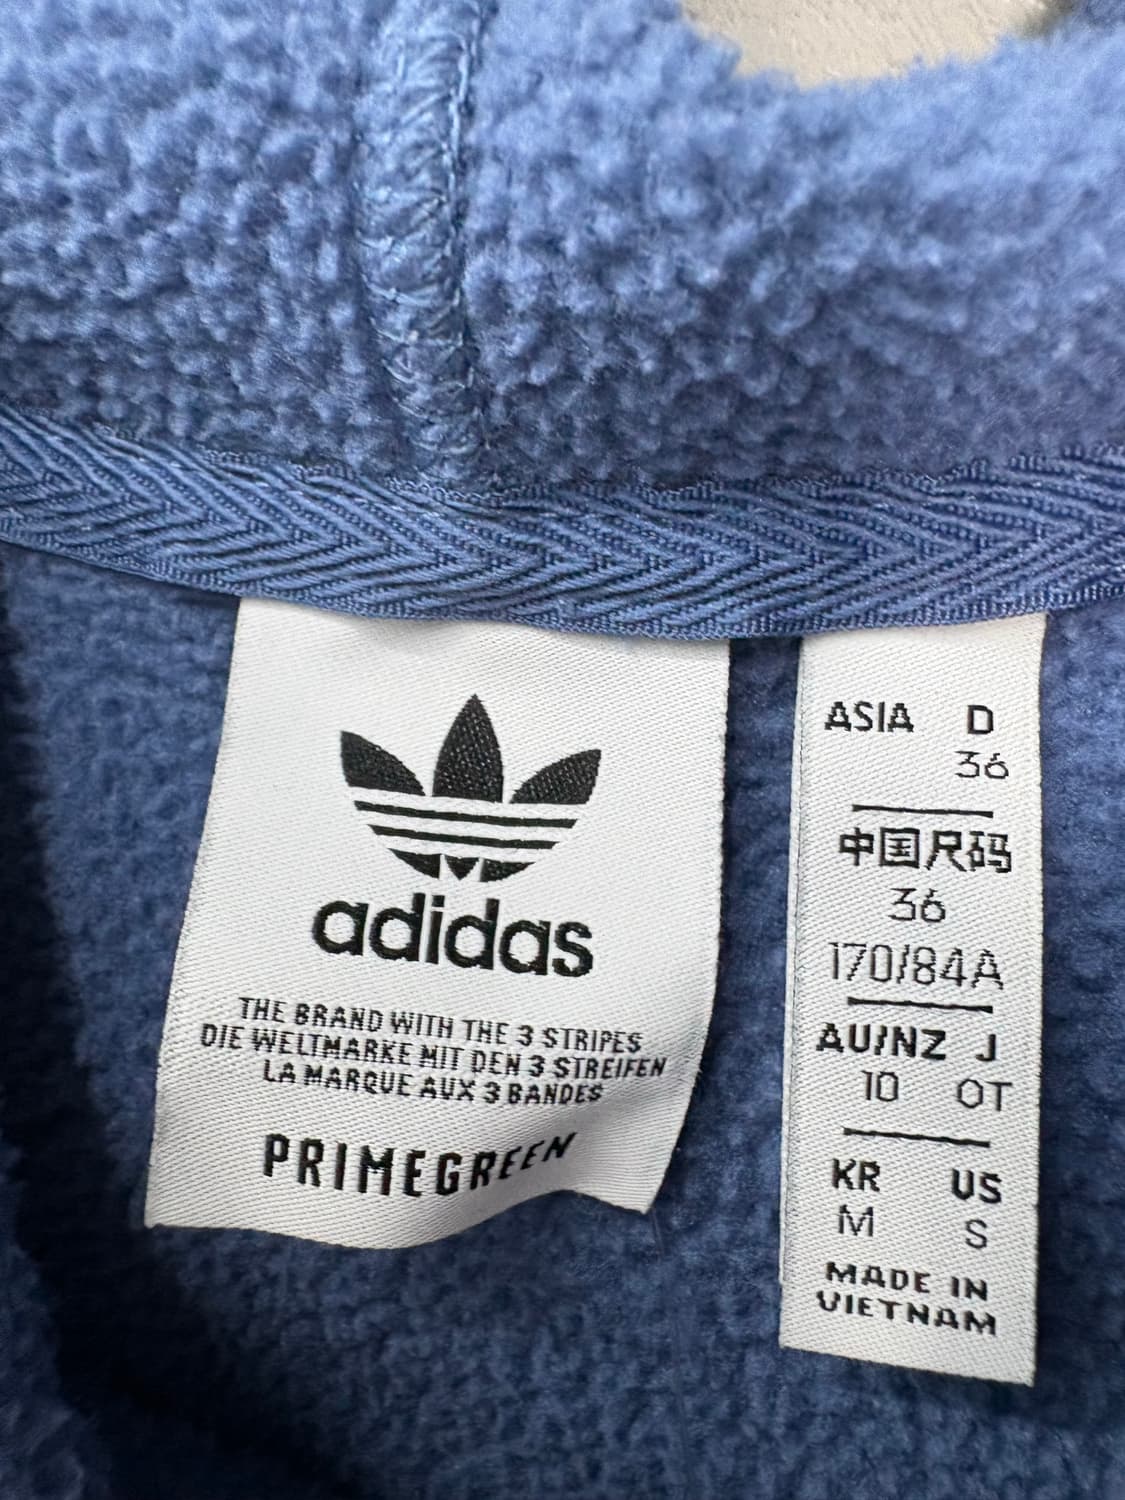 adidas
THE BRAND WITH THE 3 STRIPES
DIE WELTMARKE MIT DEN 3 STREIFEN
LA MARQUE AUX 3 BANDES
PRIMEGREEN
ASIA D
36
中国尺码
36
170/84A
AU/NZ J
10 OT
KR US
M S
MADE IN
VIETNAM